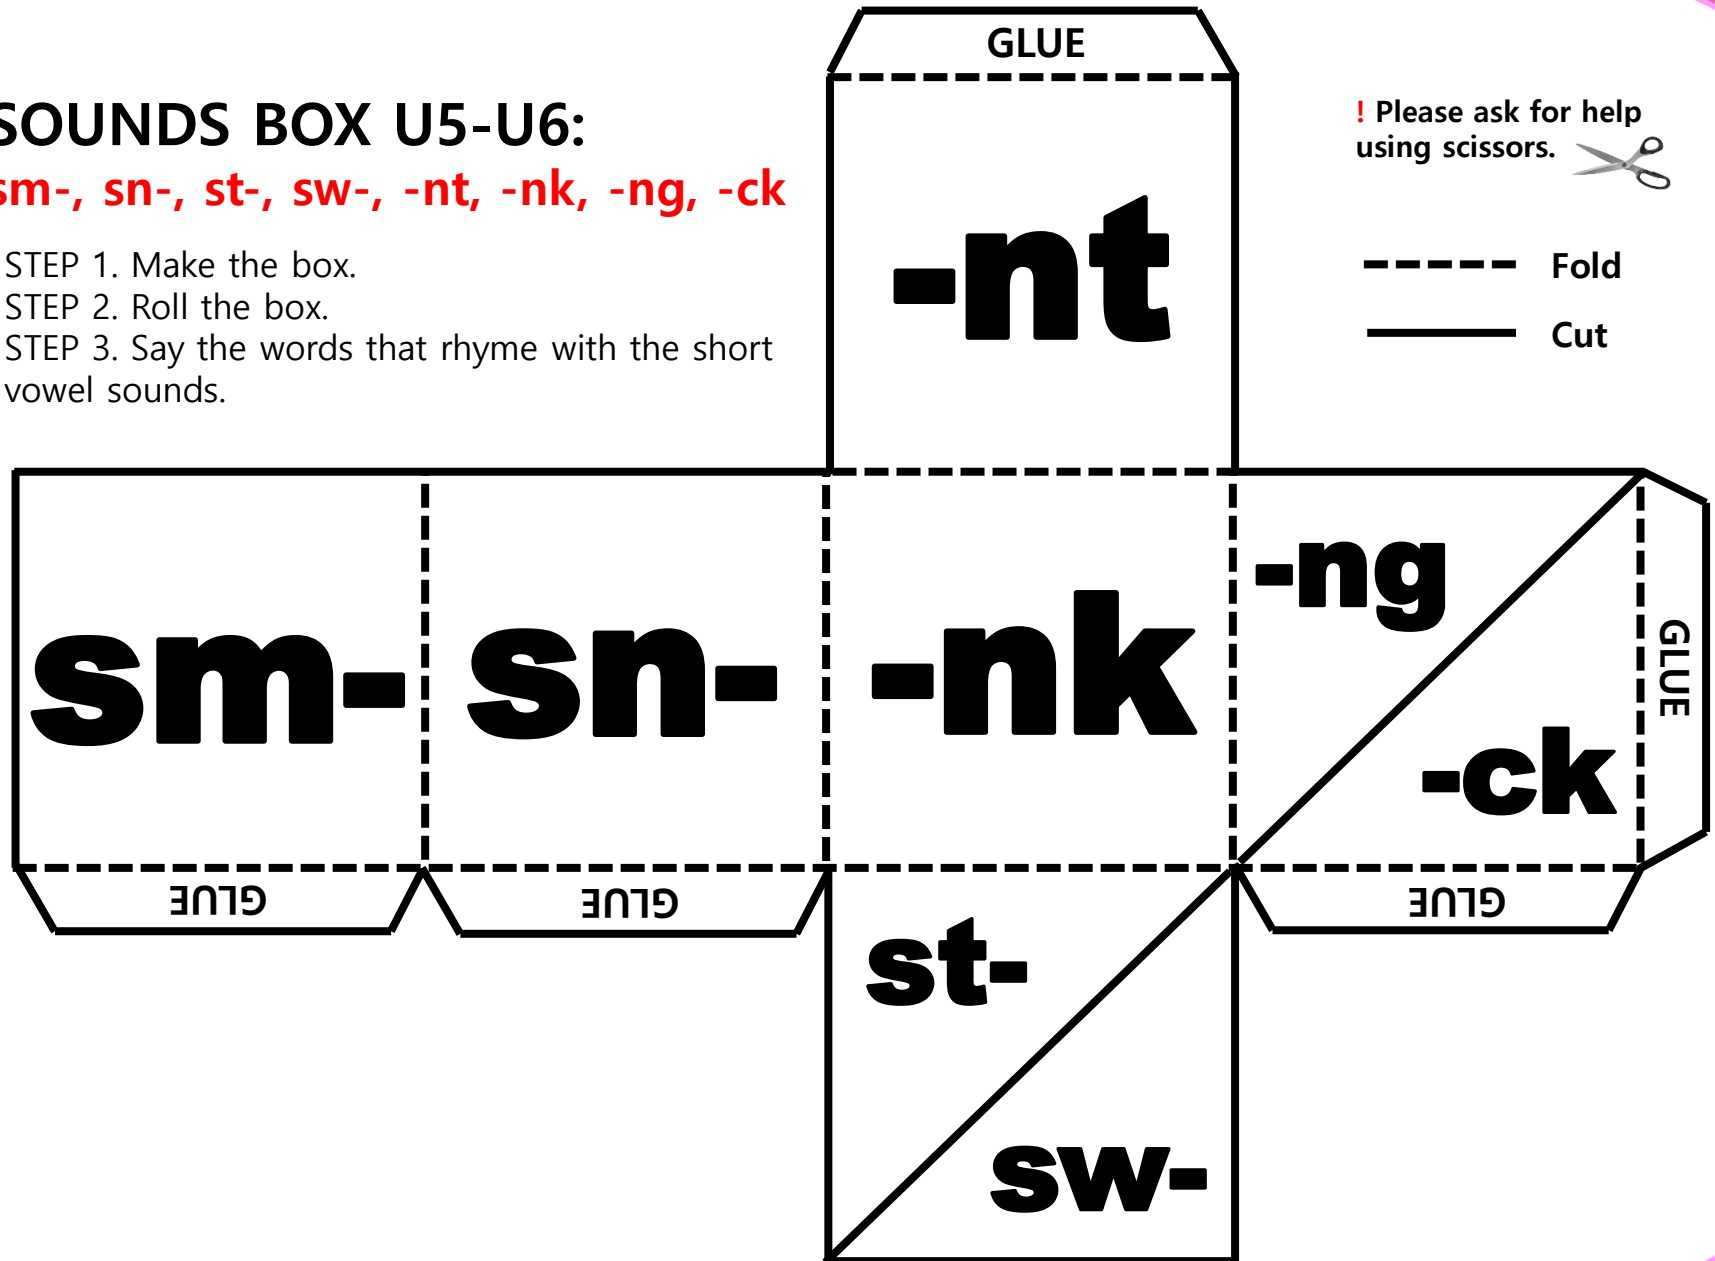 GLUE
SOUNDS BOX U5-U6:
sm-, sn-, st-, sw-, -nt, -nk, -ng, -ck
! Please ask for help
using scissors.
STEP 1. Make the box.
STEP 2. Roll the box.
STEP 3. Say the words that rhyme with the short
vowel sounds.
-nt
Fold
Cut
sm-
sn-
-nk
-ng
-ck
GLUE
GLUE
GLUE
GLUE
st-
sw-